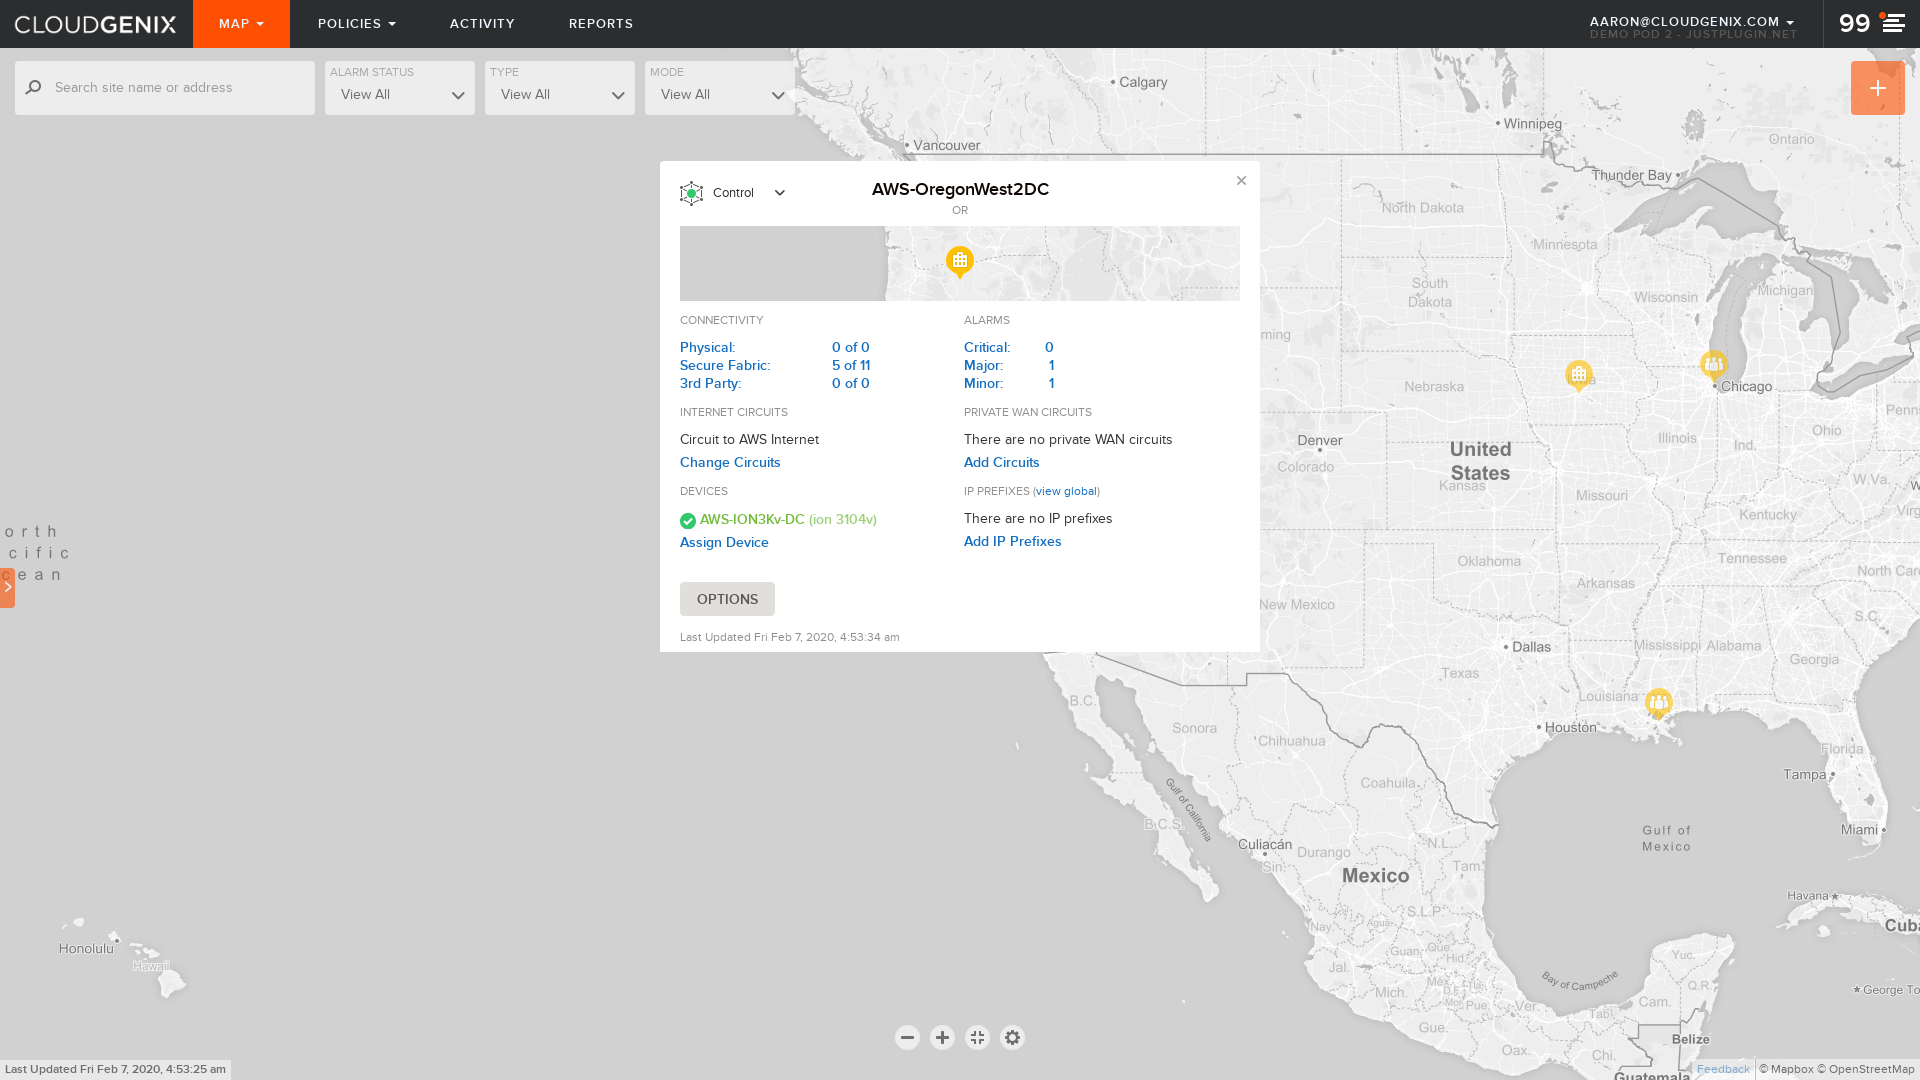 CLOUDGENIX
MAP
POLICIES
ACTIVITY
REPORTS
AARON@CLOUDGENIX.COM
DEMO POD 2 - JUSTPLUGIN.NET
99
Search site name or address
ALARM STATUS
View All
TYPE
View All
MODE
View All
Control
AWS-OregonWest2DC
OR
CONNECTIVITY
Physical: 0 of 0
Secure Fabric: 5 of 11
3rd Party: 0 of 0
ALARMS
Critical: 0
Major: 1
Minor: 1
INTERNET CIRCUITS
Circuit to AWS Internet
Change Circuits
PRIVATE WAN CIRCUITS
There are no private WAN circuits
Add Circuits
DEVICES
AWS-ION3Kv-DC (ion 3104v)
Assign Device
IP PREFIXES (view global)
There are no IP prefixes
Add IP Prefixes
OPTIONS
Last Updated Fri Feb 7, 2020, 4:53:34 am
Calgary
Winnipeg
Ontario
Vancouver
Thunder Bay
North Dakota
Minnesota
South
Dakota
Wisconsin
Michigan
ming
Nebraska
Chicago
Penns
Denver
Colorado
United
States
Kansas
Illinois
Ind.
Ohio
W.Va.
W
Missouri
Virg
Kentucky
Oklahoma
Tennessee
North Caro
Arkansas
New Mexico
S.C.
Dallas
Mississippi
Alabama
Georgia
Texas
Louisiana
Houston
Florida
Tampa
Miami
B.C.
Sonora
Chihuahua
Coahuila
Gulf of California
B.C.S.
Culiacán
Sin.
Durango
N.L.
Tam.
Mexico
Gulf of
Mexico
Havana
Cuba
S.L.P.
Nay.
Agua.
Guan.
Que.
Hid.
Jal.
Mich.
Mex.
D.F.
Tla.
Mor.
Pue.
Ver.
Gue.
Oax.
Tab.
Chi.
Cam.
Yuc.
Q.R.
Bay of Campeche
George To
Belize
Guatemala
orth
cific
cean
Honolulu
Hawaii
Last Updated Fri Feb 7, 2020, 4:53:25 am
Feedback
© Mapbox © OpenStreetMap